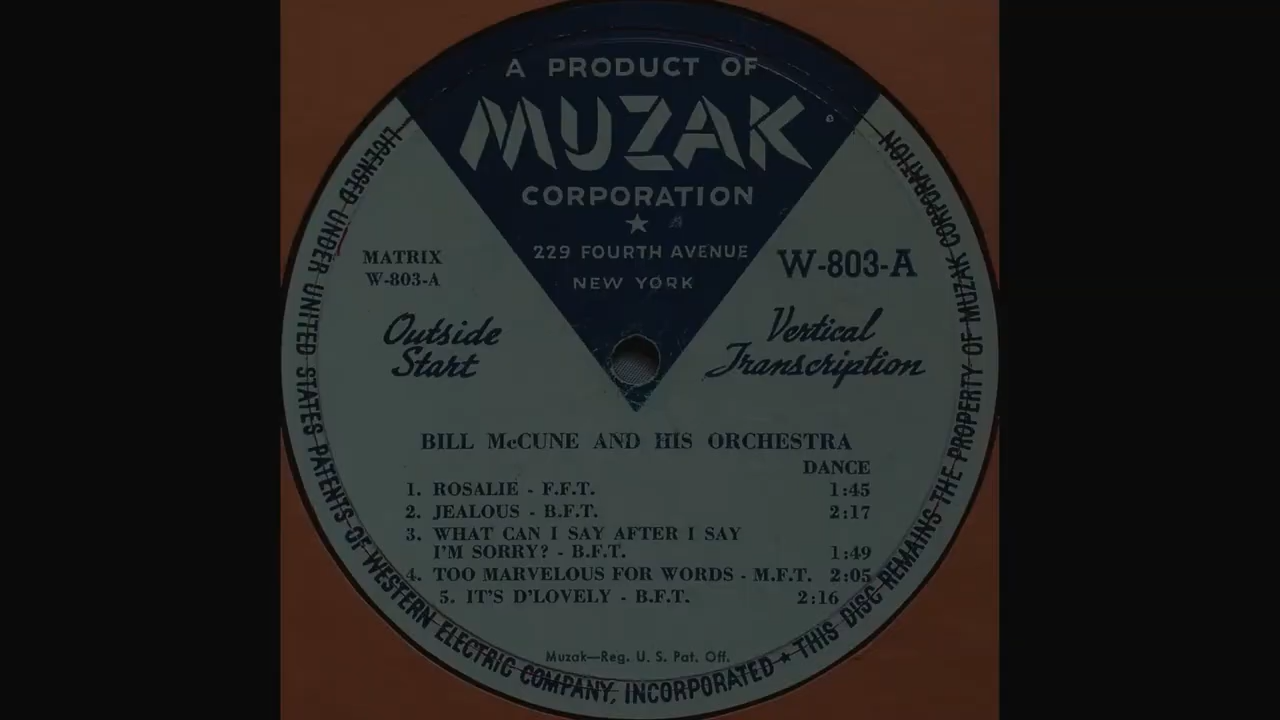 A PRODUCT OF
MUZAK
CORPORATION
229 FOURTH AVENUE
NEW YORK
MATRIX
W-803-A
W-803-A
Outside
Start
Vertical
Transcription
BILL McCUNE AND HIS ORCHESTRA
DANCE
1. ROSALIE - F.F.T. 1:45
2. JEALOUS - B.F.T. 2:17
3. WHAT CAN I SAY AFTER I SAY
I'M SORRY? - B.F.T. 1:49
4. TOO MARVELOUS FOR WORDS - M.F.T. 2:05
5. IT'S D'LOVELY - B.F.T. 2:16
Muzak—Reg. U. S. Pat. Off.
LICENSED UNDER UNITED STATES PATENTS OF WESTERN ELECTRIC COMPANY, INCORPORATED ★ THIS DISC REMAINS THE PROPERTY OF MUZAK CORPORATION